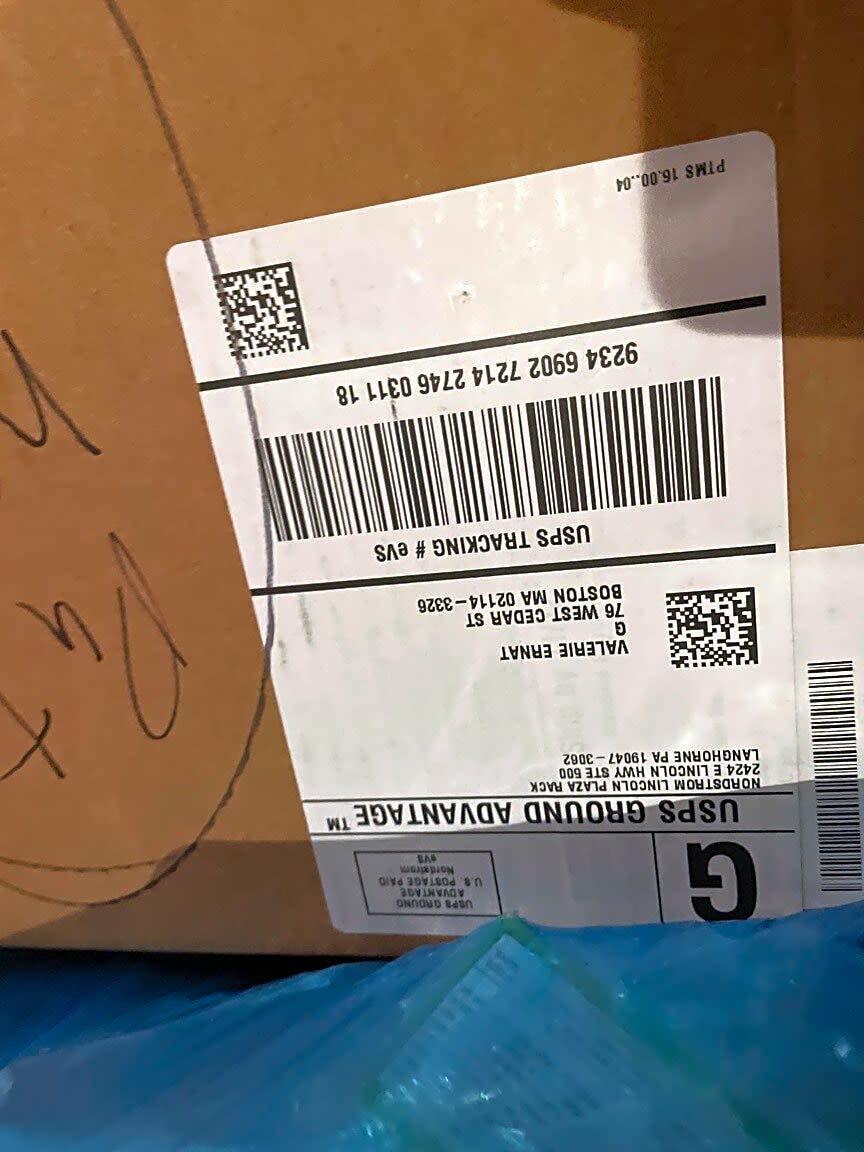 G
USPS GROUND
ADVANTAGE
U.S. POSTAGE PAID
Nordstrom
eVS
USPS GROUND ADVANTAGE ™
NORDSTROM LINCOLN PLAZA RACK
2424 E LINCOLN HWY STE 600
LANGHORNE PA 19047-3062
VALERIE ERNAT
G
76 WEST CEDAR ST
BOSTON MA 02114-3326
USPS TRACKING # eVS
9234 6902 7214 2746 0311 18
PTMS 16.00..04